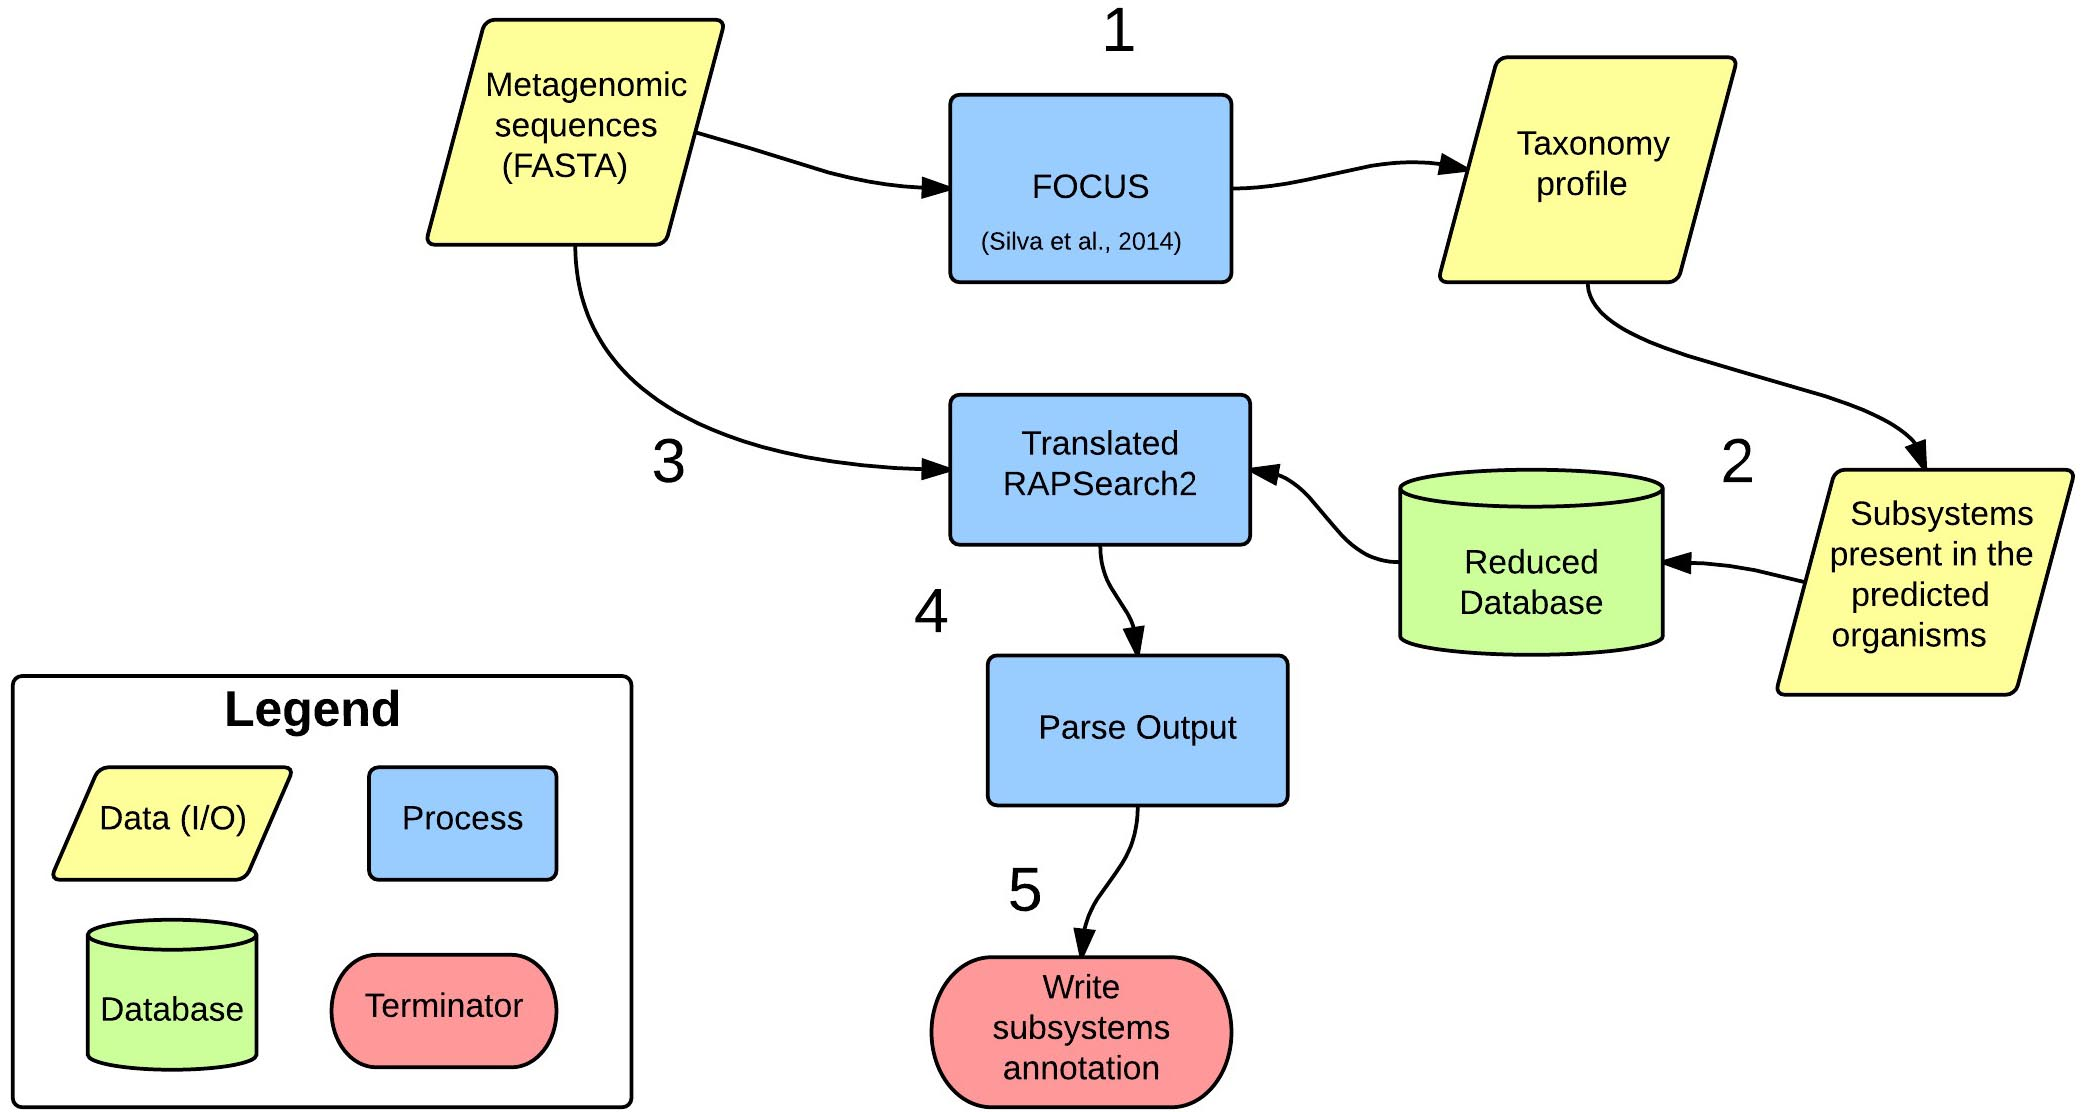 1
Metagenomic
sequences
(FASTA)
FOCUS
(Silva et al., 2014)
Taxonomy
profile
3
Translated
RAPSearch2
2
Reduced
Database
Subsystems
present in the
predicted
organisms
4
Parse Output
5
Write
subsystems
annotation
Legend
Data (I/O)
Process
Database
Terminator